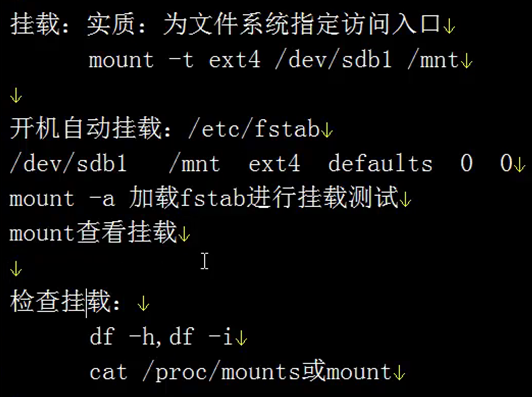 挂载：实质：为文件系统指定访问入口↓
mount -t ext4 /dev/sdb1 /mnt↓
↓
开机自动挂载：/etc/fstab↓
/dev/sdb1 /mnt ext4 defaults 0 0↓
mount -a 加载fstab进行挂载测试↓
mount查看挂载↓
↓
检查挂载：↓
df -h,df -i↓
cat /proc/mounts或mount↓